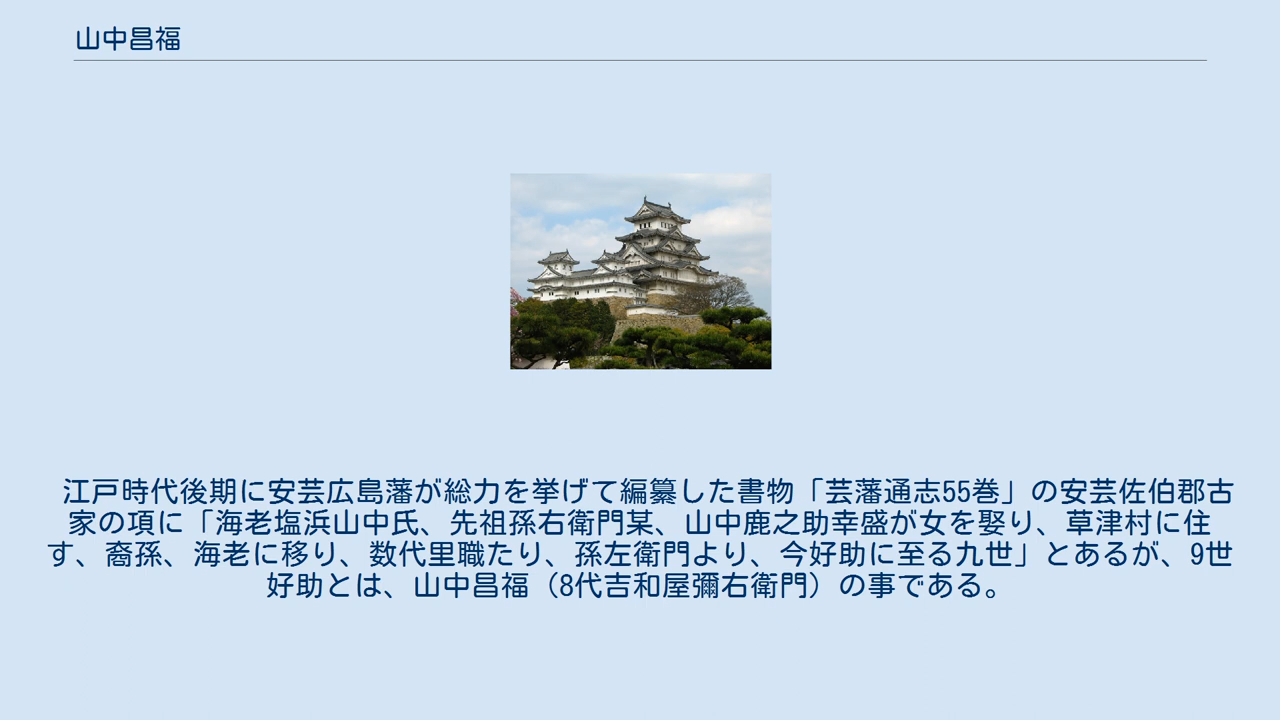 山中昌福
江戸時代後期に安芸広島藩が総力を挙げて編纂した書物「芸藩通志55巻」の安芸佐伯郡古
家の項に「海老塩浜山中氏、先祖孫右衛門某、山中鹿之助幸盛が女を娶り、草津村に住
す、裔孫、海老に移り、数代里職たり、孫左衛門より、今好助に至る九世」とあるが、9世
好助とは、山中昌福（8代吉和屋彌右衛門）の事である。